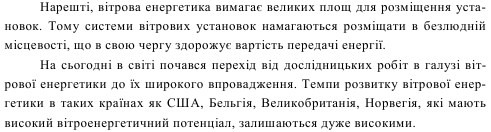 Нарешті, вітрова енергетика вимагає великих площ для розміщення уста-
новок. Тому системи вітрових установок намагаються розміщати в безлюдній
місцевості, що в свою чергу здорожує вартість передачі енергії.
На сьогодні в світі почався перехід від дослідницьких робіт в галузі віт-
рової енергетики до їх широкого впровадження. Темпи розвитку вітрової енер-
гетики в таких країнах як США, Бельгія, Великобританія, Норвегія, які мають
високий вітроенергетичний потенціал, залишаються дуже високими.